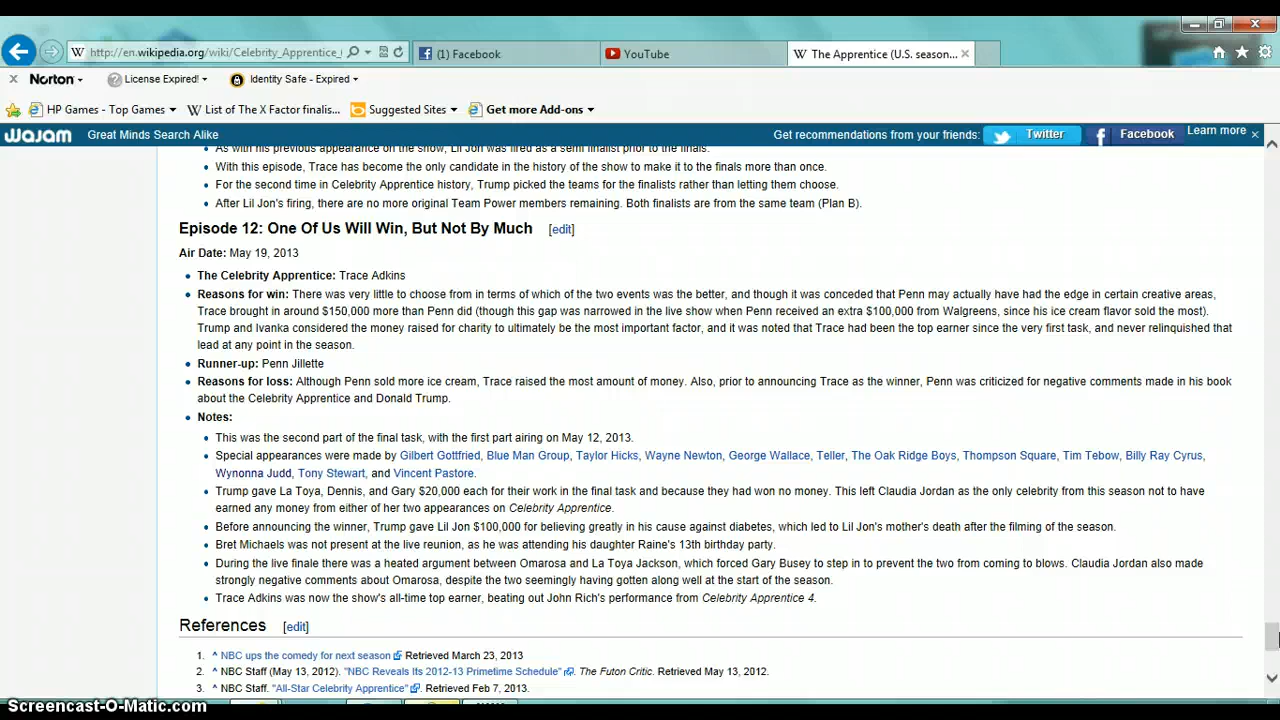 http://en.wikipedia.org/wiki/Celebrity_Apprentice_
(1) Facebook
YouTube
The Apprentice (U.S. season...
Norton
License Expired!
Identity Safe - Expired
HP Games - Top Games
List of The X Factor finalis...
Suggested Sites
Get more Add-ons
wajam
Great Minds Search Alike
Get recommendations from your friends:
Twitter
Facebook
Learn more
As with his previous appearance on the show, Lil Jon was fired as a semi finalist prior to the finals.
With this episode, Trace has become the only candidate in the history of the show to make it to the finals more than once.
For the second time in Celebrity Apprentice history, Trump picked the teams for the finalists rather than letting them choose.
After Lil Jon's firing, there are no more original Team Power members remaining. Both finalists are from the same team (Plan B).
Episode 12: One Of Us Will Win, But Not By Much [edit]
Air Date: May 19, 2013
The Celebrity Apprentice: Trace Adkins
Reasons for win: There was very little to choose from in terms of which of the two events was the better, and though it was conceded that Penn may actually have had the edge in certain creative areas,
Trace brought in around $150,000 more than Penn did (though this gap was narrowed in the live show when Penn received an extra $100,000 from Walgreens, since his ice cream flavor sold the most).
Trump and Ivanka considered the money raised for charity to ultimately be the most important factor, and it was noted that Trace had been the top earner since the very first task, and never relinquished that
lead at any point in the season.
Runner-up: Penn Jillette
Reasons for loss: Although Penn sold more ice cream, Trace raised the most amount of money. Also, prior to announcing Trace as the winner, Penn was criticized for negative comments made in his book
about the Celebrity Apprentice and Donald Trump.
Notes:
This was the second part of the final task, with the first part airing on May 12, 2013.
Special appearances were made by Gilbert Gottfried, Blue Man Group, Taylor Hicks, Wayne Newton, George Wallace, Teller, The Oak Ridge Boys, Thompson Square, Tim Tebow, Billy Ray Cyrus,
Wynonna Judd, Tony Stewart, and Vincent Pastore.
Trump gave La Toya, Dennis, and Gary $20,000 each for their work in the final task and because they had won no money. This left Claudia Jordan as the only celebrity from this season not to have
earned any money from either of her two appearances on Celebrity Apprentice.
Before announcing the winner, Trump gave Lil Jon $100,000 for believing greatly in his cause against diabetes, which led to Lil Jon's mother's death after the filming of the season.
Bret Michaels was not present at the live reunion, as he was attending his daughter Raine's 13th birthday party.
During the live finale there was a heated argument between Omarosa and La Toya Jackson, which forced Gary Busey to step in to prevent the two from coming to blows. Claudia Jordan also made
strongly negative comments about Omarosa, despite the two seemingly having gotten along well at the start of the season.
Trace Adkins was now the show's all-time top earner, beating out John Rich's performance from Celebrity Apprentice 4.
References [edit]
1. ^ NBC ups the comedy for next season Retrieved March 23, 2013
2. ^ NBC Staff (May 13, 2012). "NBC Reveals Its 2012-13 Primetime Schedule". The Futon Critic. Retrieved May 13, 2012.
3. ^ NBC Staff. "All-Star Celebrity Apprentice". Retrieved Feb 7, 2013.
Screencast-O-Matic.com